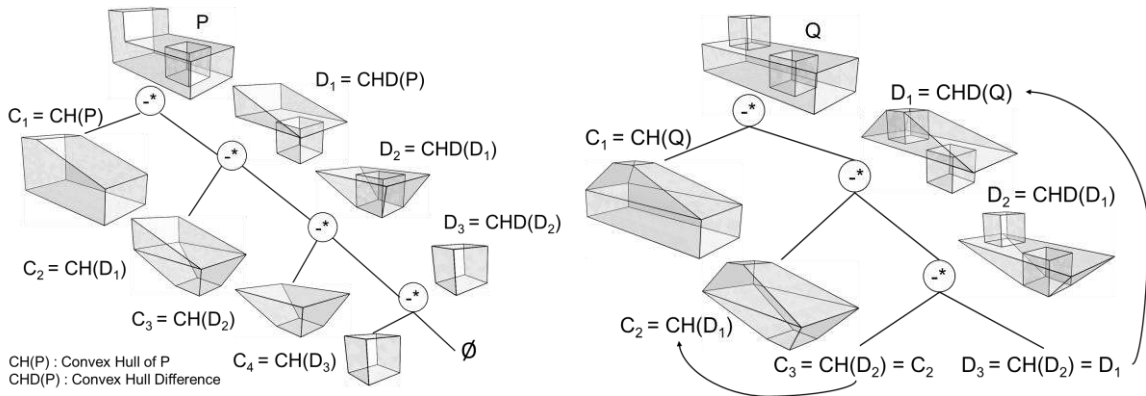 P
D₁ = CHD(P)
C₁ = CH(P)
-*
-*
D₂ = CHD(D₁)
-*
D₃ = CHD(D₂)
C₂ = CH(D₁)
-*
C₃ = CH(D₂)
C₄ = CH(D₃)
Ø
CH(P) : Convex Hull of P
CHD(P) : Convex Hull Difference
Q
D₁ = CHD(Q)
-*
C₁ = CH(Q)
-*
D₂ = CHD(D₁)
-*
C₂ = CH(D₁)
C₃ = CH(D₂) = C₂
D₃ = CH(D₂) = D₁